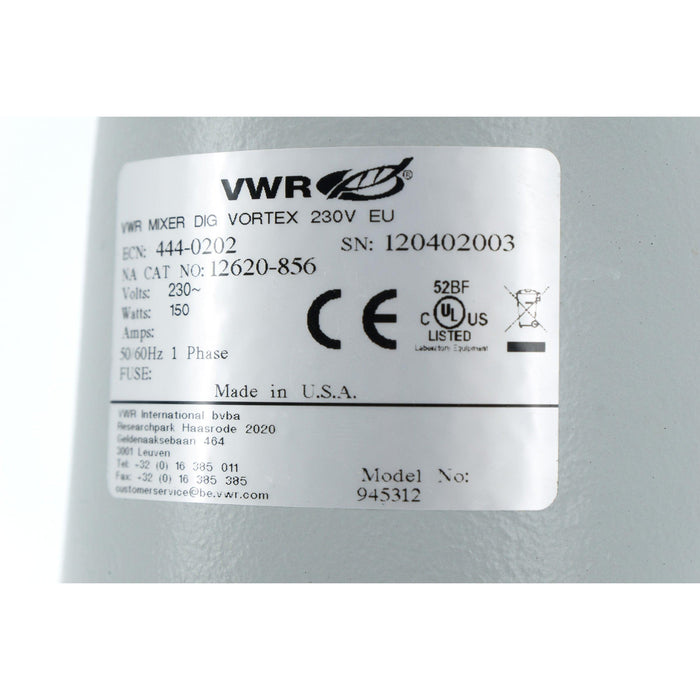 VWR®
VWR MIXER DIG VORTEX 230V EU
ECN: 444-0202 SN: 120402003
NA CAT NO: 12620-856
Volts: 230~
Watts: 150
Amps:
50/60Hz 1 Phase
FUSE:
CE
52BF
C UL US
LISTED
Laboratory Equipment
Made in U.S.A.
VWR International bvba
Researchpark Haasrode 2020
Geldenaaksebaan 464
3001 Leuven
Tel: +32 (0) 16 385 011
Fax: +32 (0) 16 385 385
customerservice@be.vwr.com
Model No:
945312